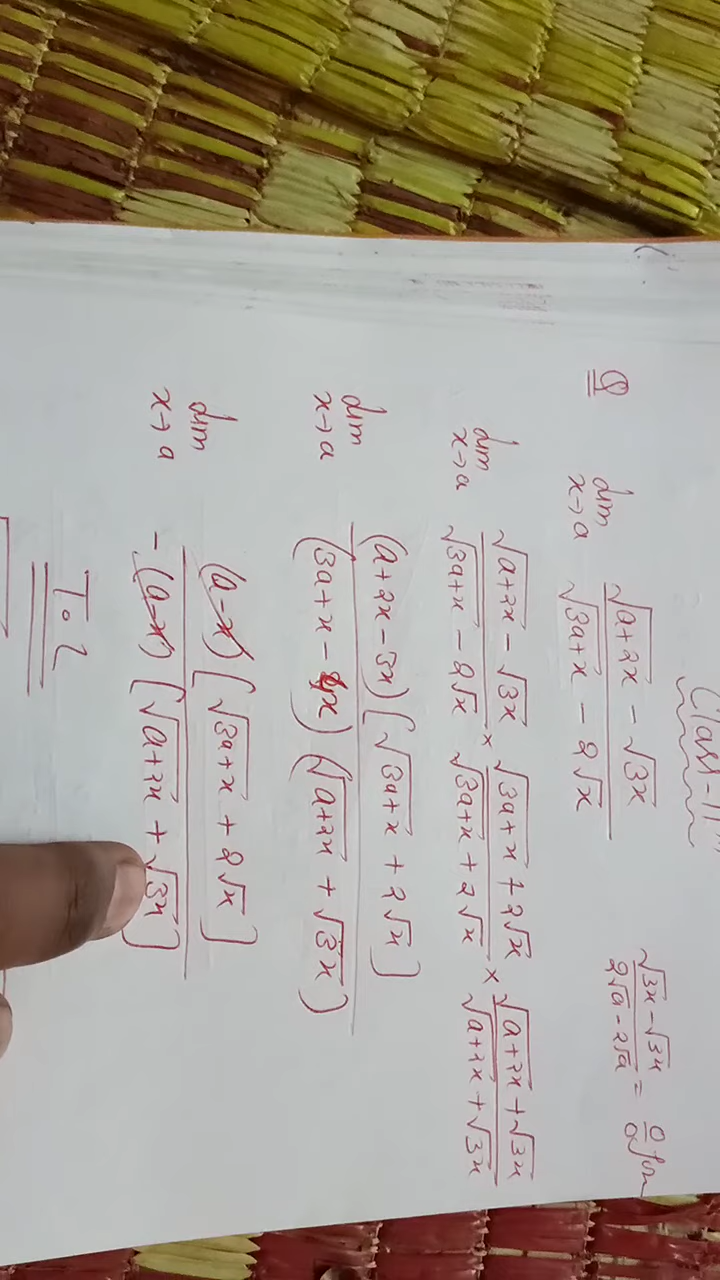 Class-11th
Q lim x→a (√(a+2x) - √(3x)) / (√(3a+x) - 2√x)
(√(3x) - √(3x)) / (2√a - 2√a) = 0/0 form
lim x→a (√(a+2x) - √(3x)) / (√(3a+x) - 2√x) × (√(3a+x) + 2√x) / (√(3a+x) + 2√x) × (√(a+2x) + √(3x)) / (√(a+2x) + √(3x))
lim x→a (a+2x-3x) [√(3a+x) + 2√x] / (3a+x-4x) (√(a+2x) + √(3x))
lim x→a (a-x) [√(3a+x) + 2√x] / -(a-x) [√(a+2x) + √(3x)]